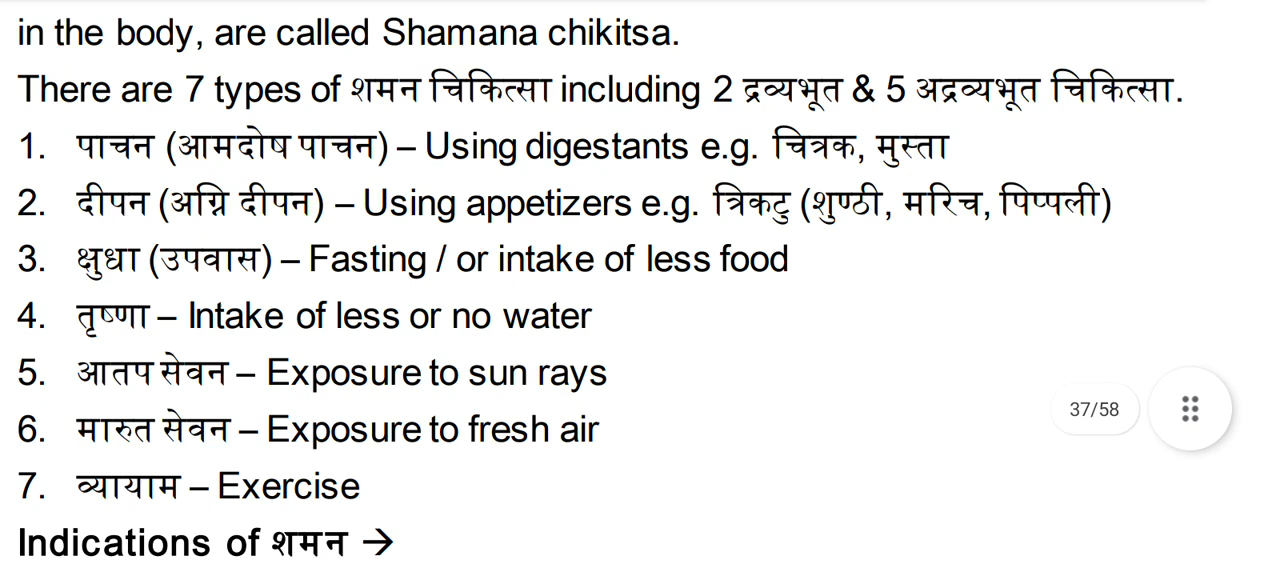 in the body, are called Shamana chikitsa.
There are 7 types of शमन चिकित्सा including 2 द्रव्यभूत & 5 अद्रव्यभूत चिकित्सा.
1. पाचन (आमदोष पाचन) – Using digestants e.g. चित्रक, मुस्ता
2. दीपन (अग्नि दीपन) – Using appetizers e.g. त्रिकटु (शुण्ठी, मरिच, पिप्पली)
3. क्षुधा (उपवास) – Fasting / or intake of less food
4. तृष्णा – Intake of less or no water
5. आतप सेवन – Exposure to sun rays
37/58
6. मारुत सेवन – Exposure to fresh air
7. व्यायाम – Exercise
Indications of शमन →